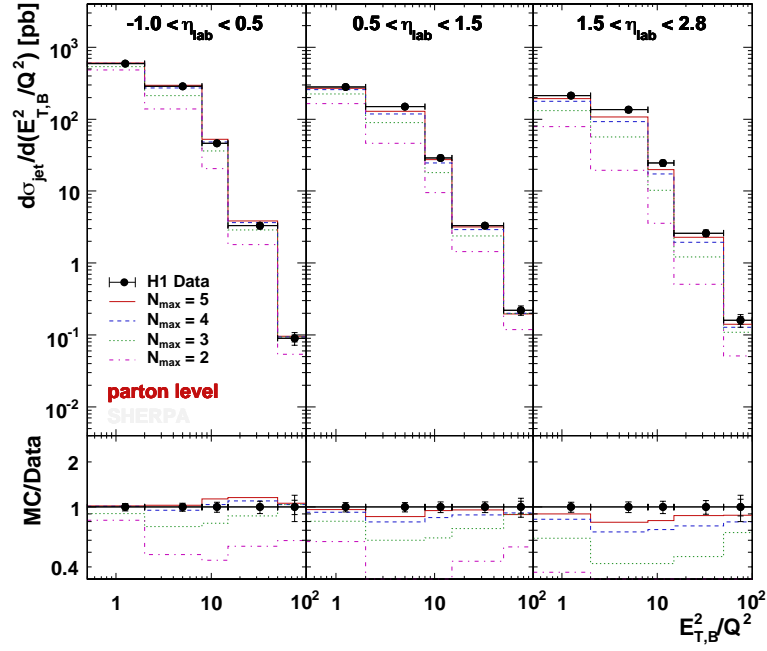 -1.0 < η_lab < 0.5
0.5 < η_lab < 1.5
1.5 < η_lab < 2.8
dσ_jet/d(E²_T,B/Q²) [pb]
10³
10²
10
1
10⁻¹
10⁻²
H1 Data
N_max = 5
N_max = 4
N_max = 3
N_max = 2
parton level
SHERPA
MC/Data
2
1
0.4
1 10 10² 1 10 10² 1 10 10²
E²_T,B/Q²